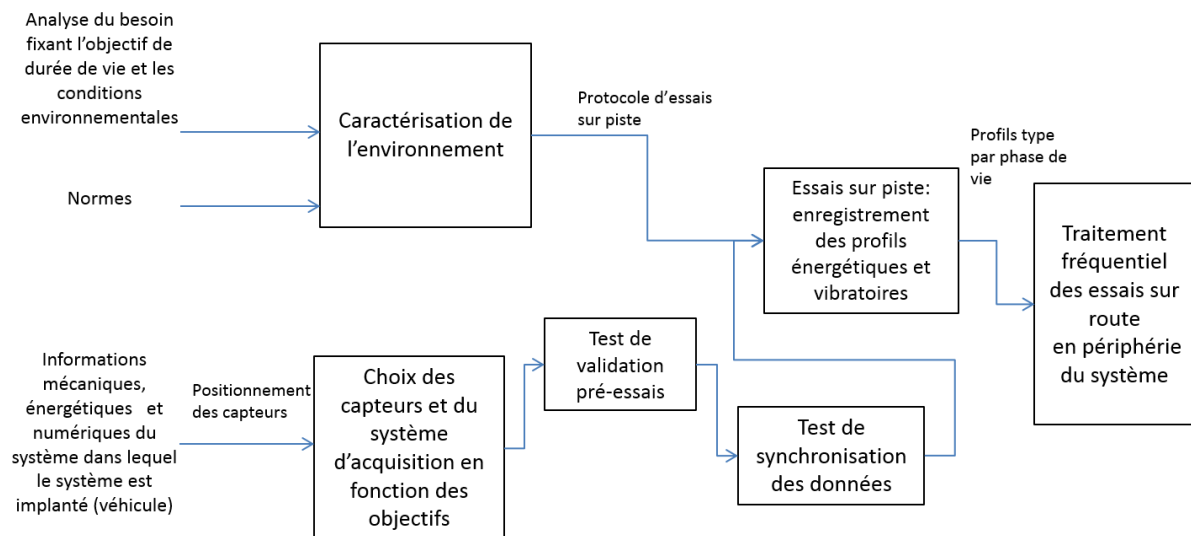 Analyse du besoin
fixant l’objectif de
durée de vie et les
conditions
environnementales
Normes
Caractérisation de
l’environnement
Protocole d’essais
sur piste
Essais sur piste:
enregistrement
des profils
énergétiques et
vibratoires
Profils type
par phase de
vie
Traitement
fréquentiel
des essais sur
route
en périphérie
du système
Informations
mécaniques,
énergétiques et
numériques du
système dans lequel
le système est
implanté (véhicule)
Positionnement
des capteurs
Choix des
capteurs et du
système
d’acquisition en
fonction des
objectifs
Test de
validation
pré-essais
Test de
synchronisation
des données